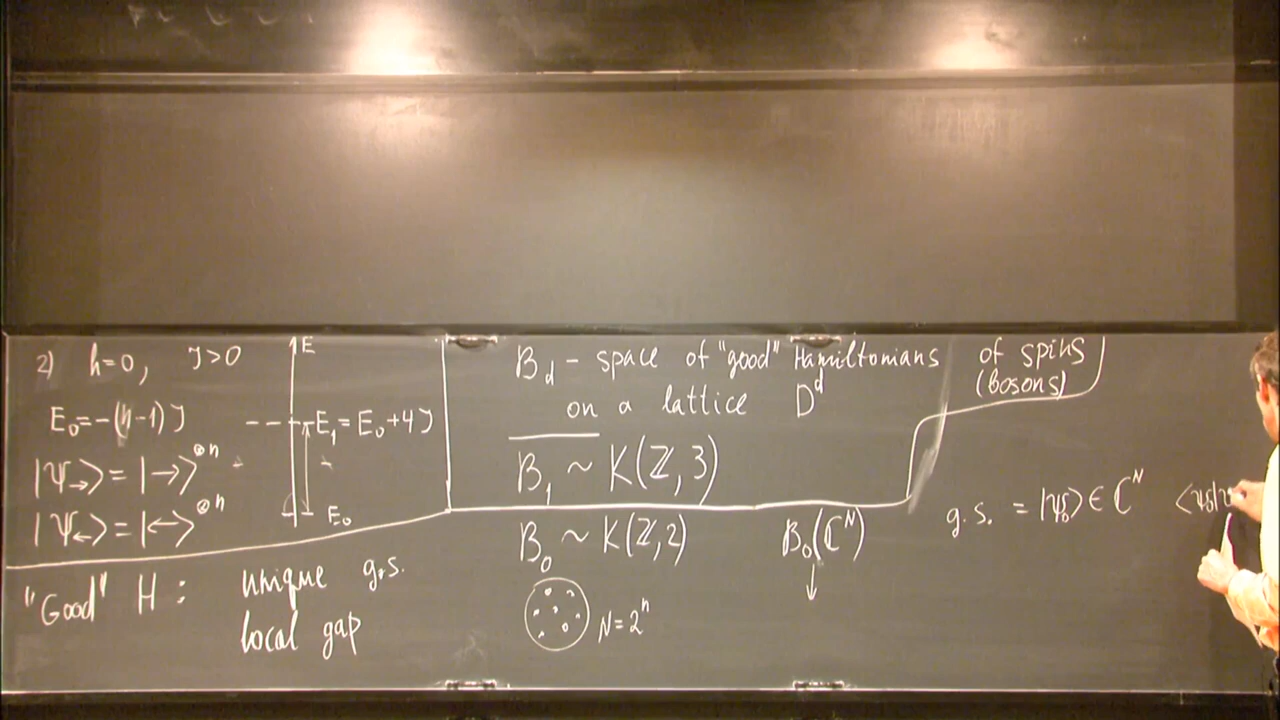 2) h=0, J>0
E₀=-(n-1)J
|Ψ→⟩=|→⟩^⊗n
|Ψ←⟩=|←⟩^⊗n
E
E₁=E₀+4J
E₀
"Good" H: unique g.s.
local gap
B_d - space of "good" Hamiltonians of spins
on a lattice D^d (bosons)
B₁ ~ K(ℤ,3)
B₀ ~ K(ℤ,2) B₀(ℂ^N)
↓
N=2^n
g.s. = |ψ₀⟩∈ℂ^N